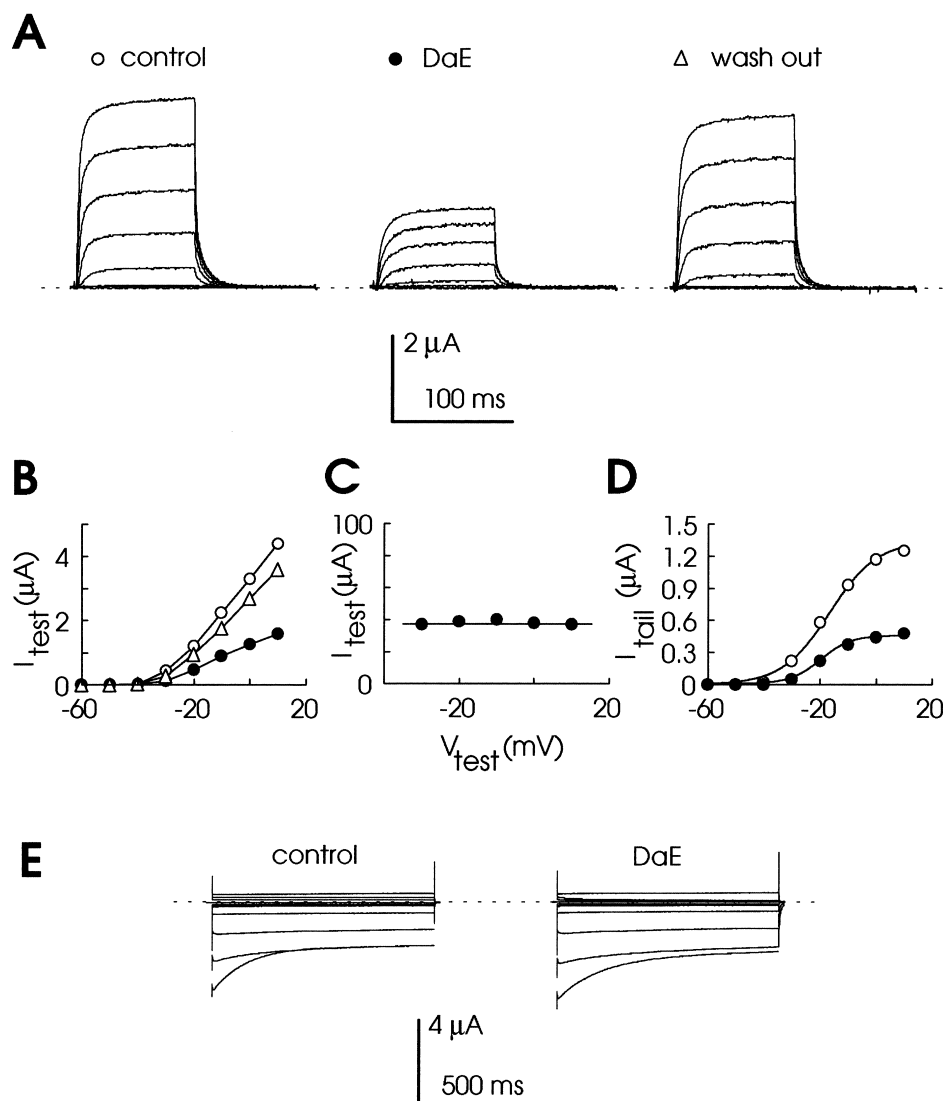 A
control
DaE
wash out
2 μA
100 ms
B
C
D
I_test (μA)
4
2
0
-60
-20
20
I_test (μA)
100
0
-20
20
V_test (mV)
I_tail (μA)
1.5
1.2
0.9
0.6
0.3
0
-60
-20
20
E
control
DaE
4 μA
500 ms